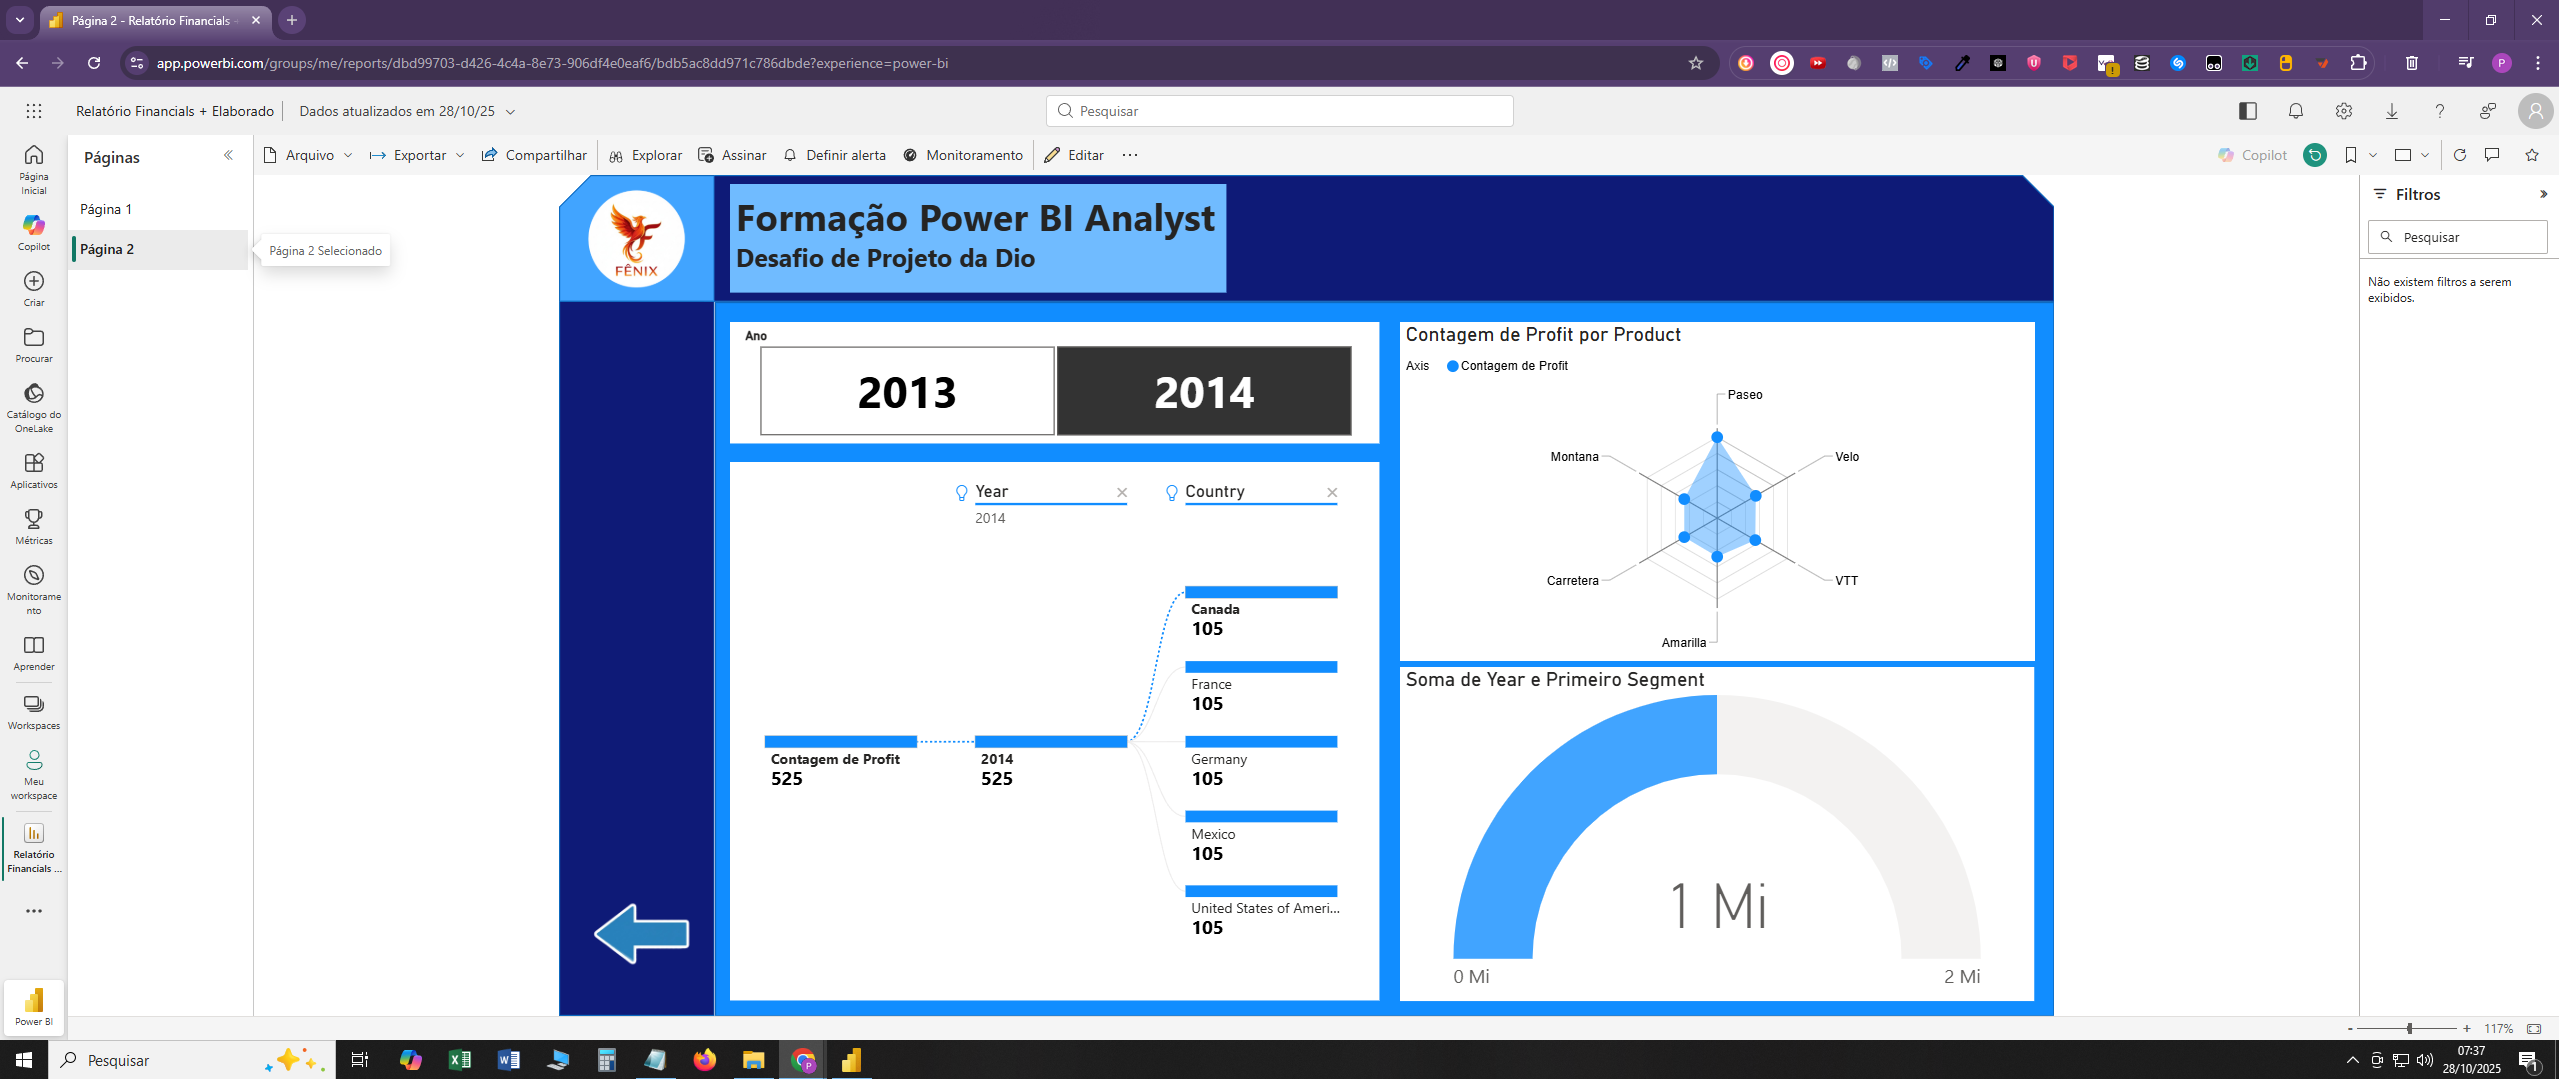 Página 2 - Relatório Financials -
app.powerbi.com/groups/me/reports/dbd99703-d426-4c4a-8e73-906df4e0eaf6/bdb5ac8dd971c786dbde?experience=power-bi
P
Relatório Financials + Elaborado
Dados atualizados em 28/10/25
Pesquisar
Página Inicial
Copilot
Criar
Procurar
Catálogo do OneLake
Aplicativos
Métricas
Monitorame nto
Aprender
Workspaces
Meu workspace
Relatório Financials ...
Power BI
Páginas
Página 1
Página 2
Página 2 Selecionado
Arquivo
Exportar
Compartilhar
Explorar
Assinar
Definir alerta
Monitoramento
Editar
Copilot
FÊNIX
Formação Power BI Analyst
Desafio de Projeto da Dio
Ano
2013
2014
Year
2014
Country
Contagem de Profit
525
2014
525
Canada
105
France
105
Germany
105
Mexico
105
United States of Ameri...
105
Contagem de Profit por Product
Axis
Contagem de Profit
Paseo
Velo
VTT
Amarilla
Carretera
Montana
Soma de Year e Primeiro Segment
1 Mi
0 Mi
2 Mi
Filtros
Pesquisar
Não existem filtros a serem
exibidos.
- + 117%
Pesquisar
07:37
28/10/2025
1